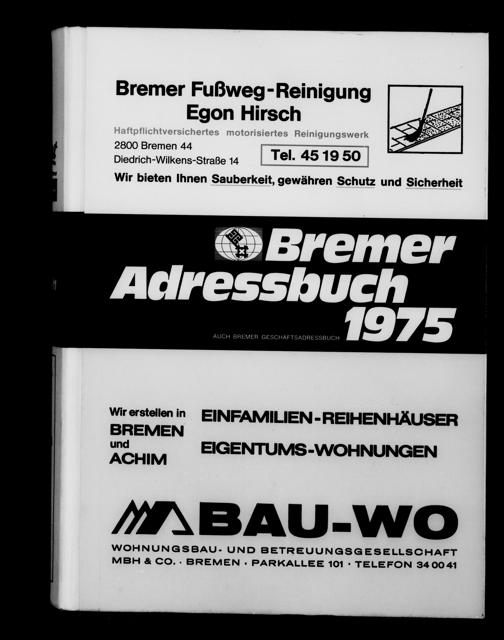 Bremer Fußweg-Reinigung
Egon Hirsch
Haftpflichtversichertes motorisiertes Reinigungswerk
2800 Bremen 44
Diedrich-Wilkens-Straße 14
Tel. 45 19 50
Wir bieten Ihnen Sauberkeit, gewähren Schutz und Sicherheit
Bremer
Adressbuch
1975
AUCH BREMER GESCHÄFTSADRESSBUCH
Wir erstellen in
BREMEN
und
ACHIM
EINFAMILIEN-REIHENHÄUSER
EIGENTUMS-WOHNUNGEN
BAU-WO
WOHNUNGSBAU- UND BETREUUNGSGESELLSCHAFT
MBH & CO. · BREMEN · PARKALLEE 101 · TELEFON 34 00 41